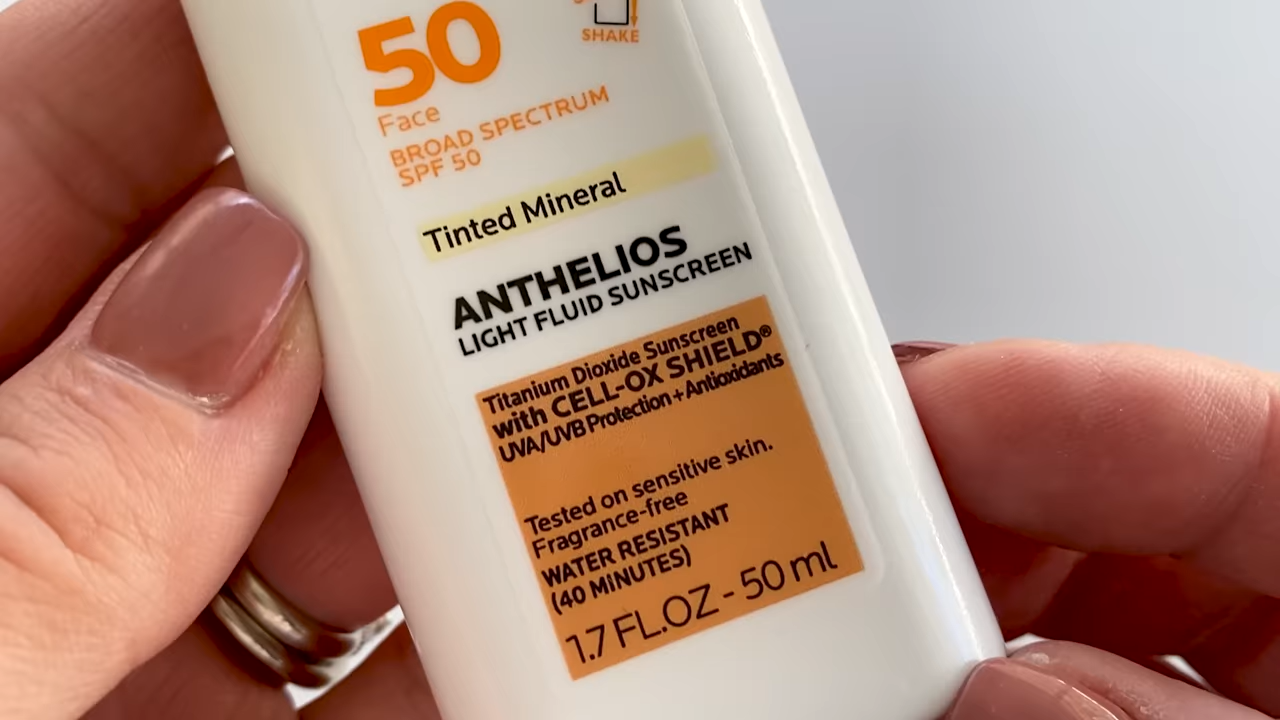 50
SHAKE
Face
BROAD SPECTRUM
SPF 50
Tinted Mineral
ANTHELIOS
LIGHT FLUID SUNSCREEN
Titanium Dioxide Sunscreen
with CELL-OX SHIELD®
UVA/UVB Protection + Antioxidants
Tested on sensitive skin.
Fragrance-free
WATER RESISTANT
(40 MINUTES)
1.7 FL.OZ - 50 ml